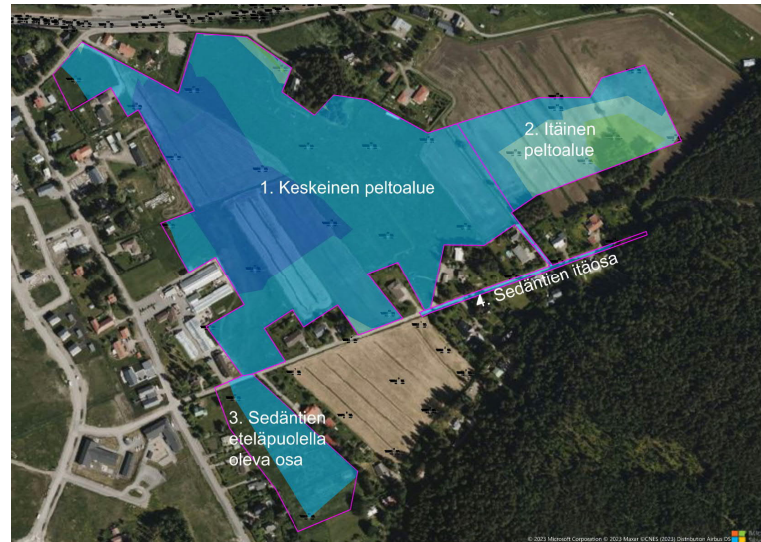 2. Itäinen
peltoalue
1. Keskeinen peltoalue
4. Sedäntien itäosa
3. Sedäntien
eteläpuolella
oleva osa
© 2023 Microsoft Corporation © 2023 Maxar ©CNES (2023) Distribution Airbus DS